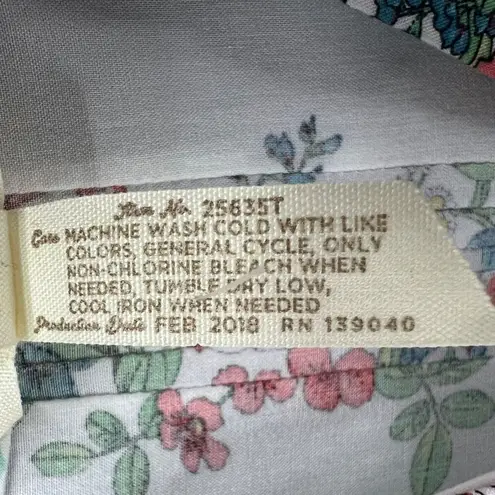 Item No. 25635T
Care MACHINE WASH COLD WITH LIKE
COLORS, GENERAL CYCLE, ONLY
NON-CHLORINE BLEACH WHEN
NEEDED, TUMBLE DRY LOW,
COOL IRON WHEN NEEDED
Production Date FEB 2018 RN 139040